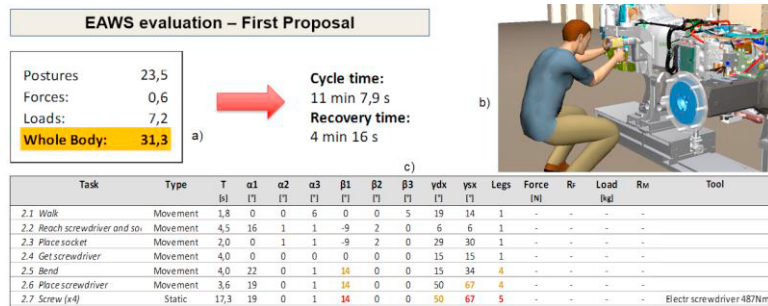 EAWS evaluation – First Proposal
Postures 23,5
Forces: 0,6
Loads: 7,2
Whole Body: 31,3
a)
Cycle time:
11 min 7,9 s
Recovery time:
4 min 16 s
b)
c)
Task Type T α1 α2 α3 β1 β2 β3 γdx γsx Legs Force RF Load RM Tool
[s] [°] [°] [°] [°] [°] [°] [°] [°] [N] [kg]
2.1 Walk Movement 1,8 0 0 6 0 0 5 19 14 1 - - - - -
2.2 Reach screwdriver and so Movement 4,5 16 1 1 -9 2 0 6 6 1 - - - - -
2.3 Place socket Movement 2,0 0 1 1 -9 2 0 29 30 1 - - - - -
2.4 Get screwdriver Movement 4,0 0 0 0 0 0 0 15 15 1 - - - - -
2.5 Bend Movement 4,0 22 0 1 14 0 0 15 34 4 - - - - -
2.6 Place screwdriver Movement 3,6 19 0 1 14 0 0 50 67 4 - - - - -
2.7 Screw (x4) Static 17,3 19 0 1 14 0 0 50 67 5 - - - - Electr screwdriver 487Nm